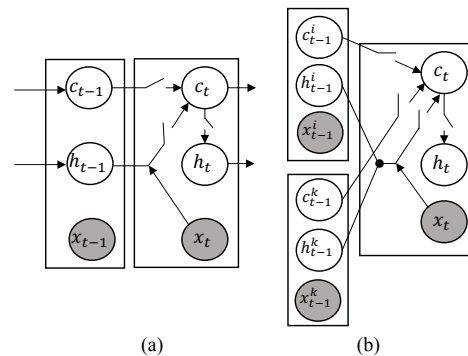 c_{t-1}
c_t
h_{t-1}
h_t
x_{t-1}
x_t
(a)
c^i_{t-1}
h^i_{t-1}
x^i_{t-1}
c^k_{t-1}
h^k_{t-1}
x^k_{t-1}
c_t
h_t
x_t
(b)